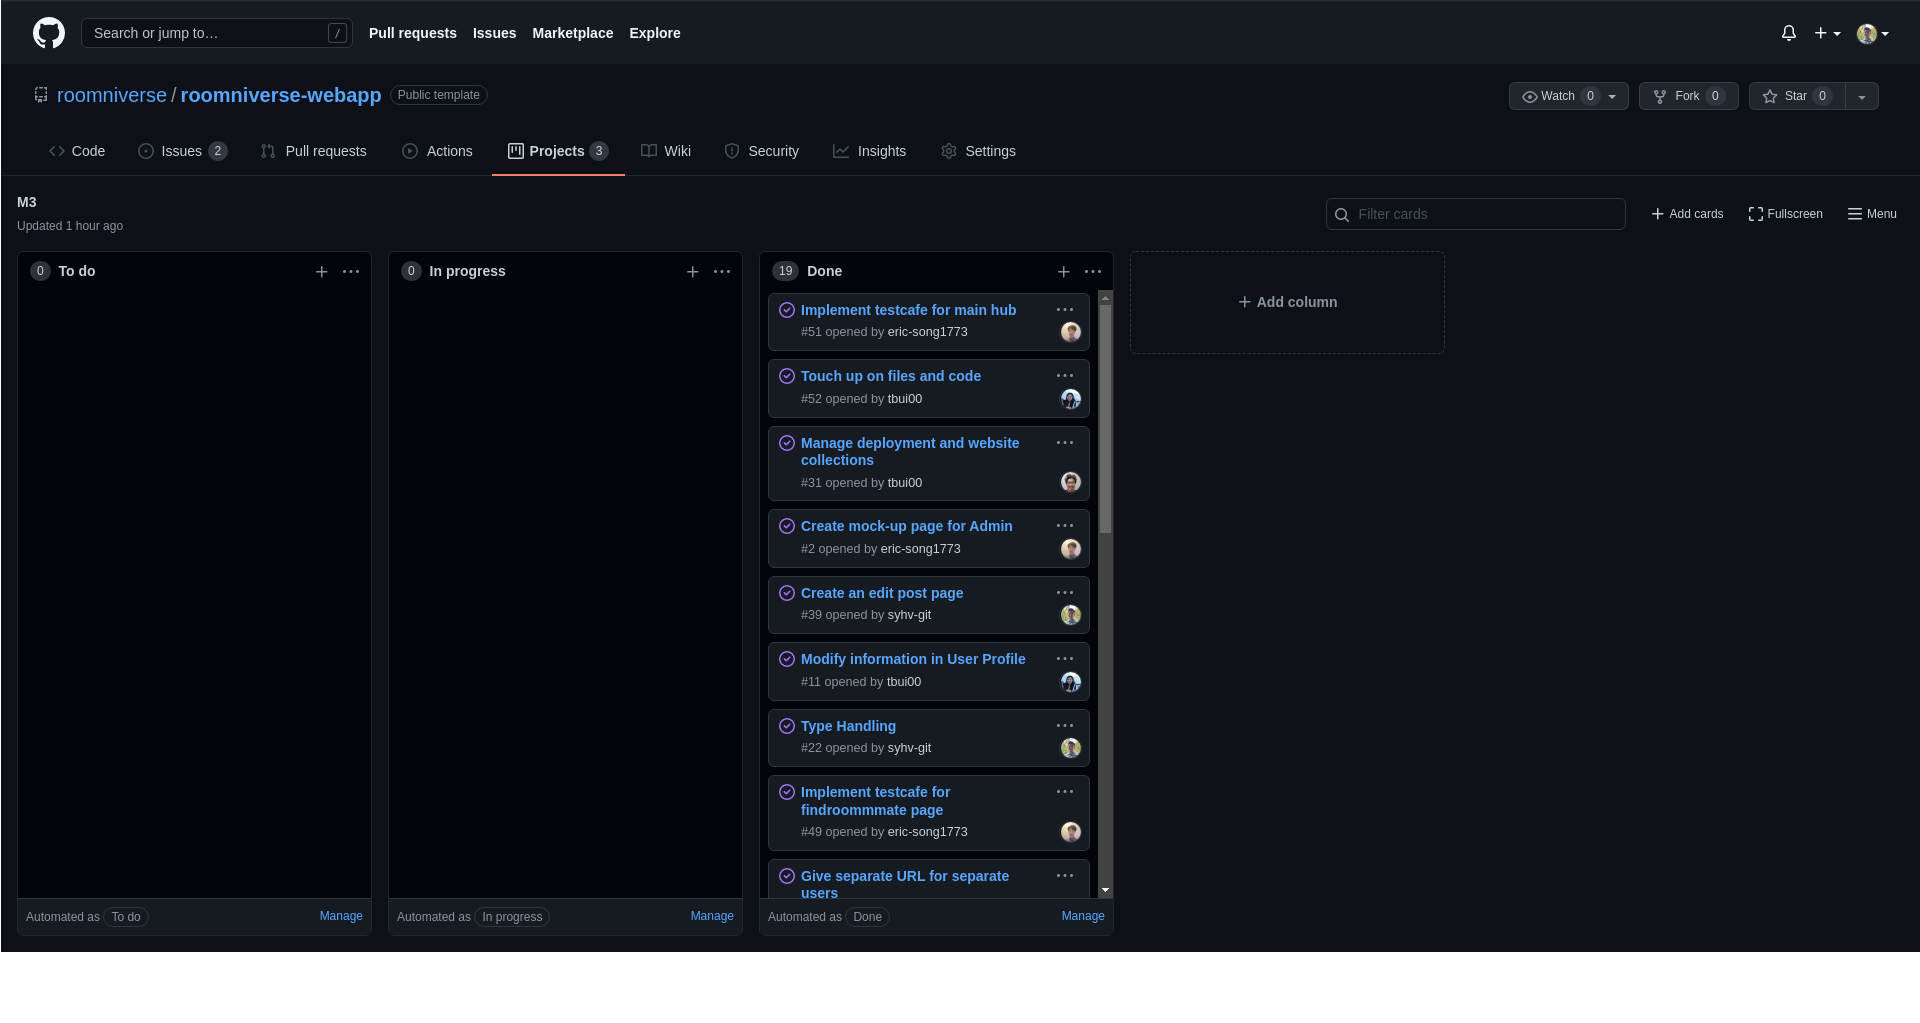 Search or jump to… /
Pull requests Issues Marketplace Explore
roomniverse / roomniverse-webapp Public template
Watch 0 Fork 0 Star 0
Code Issues 2 Pull requests Actions Projects 3 Wiki Security Insights Settings
M3
Updated 1 hour ago
Filter cards Add cards Fullscreen Menu
0 To do
Automated as To do Manage
0 In progress
Automated as In progress Manage
19 Done
Implement testcafe for main hub
#51 opened by eric-song1773
Touch up on files and code
#52 opened by tbui00
Manage deployment and website
collections
#31 opened by tbui00
Create mock-up page for Admin
#2 opened by eric-song1773
Create an edit post page
#39 opened by syhv-git
Modify information in User Profile
#11 opened by tbui00
Type Handling
#22 opened by syhv-git
Implement testcafe for
findroommmate page
#49 opened by eric-song1773
Give separate URL for separate
users
Automated as Done Manage
Add column